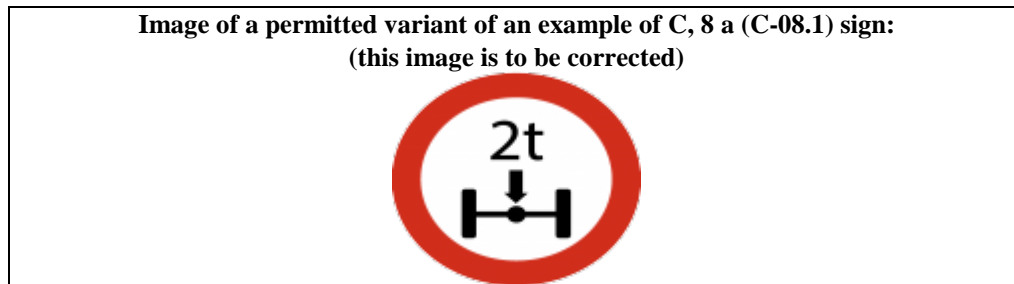 Image of a permitted variant of an example of C, 8 a (C-08.1) sign:
(this image is to be corrected)
2t